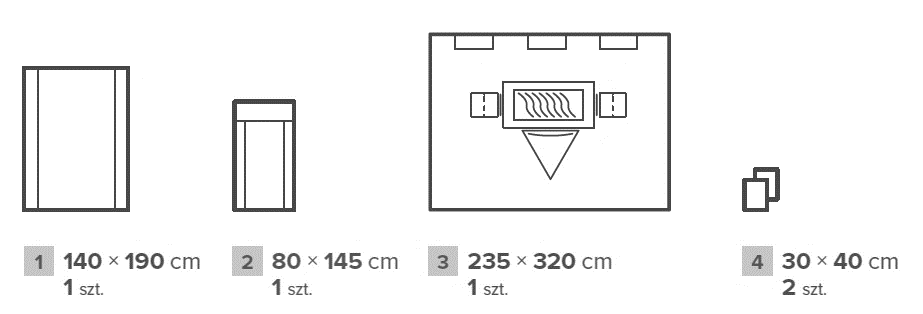 1 140 × 190 cm
1 szt.
2 80 × 145 cm
1 szt.
3 235 × 320 cm
1 szt.
4 30 × 40 cm
2 szt.